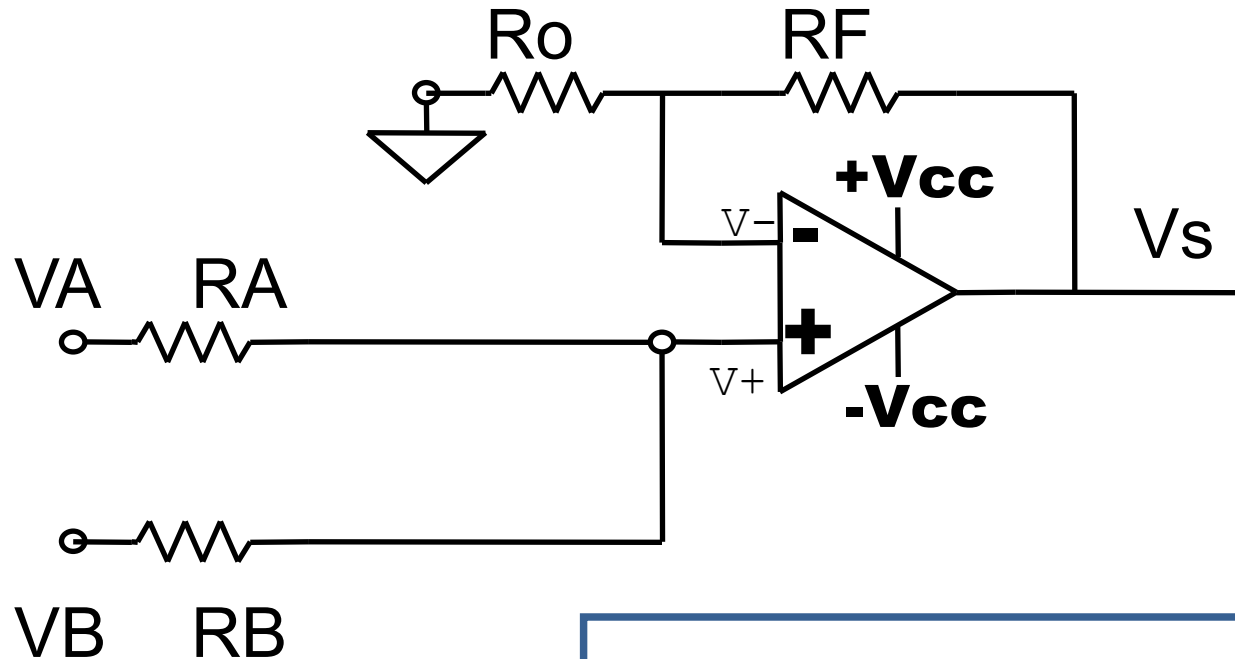 Ro RF
+Vcc
V-
-
Vs
VA RA
+
V+
-Vcc
VB RB